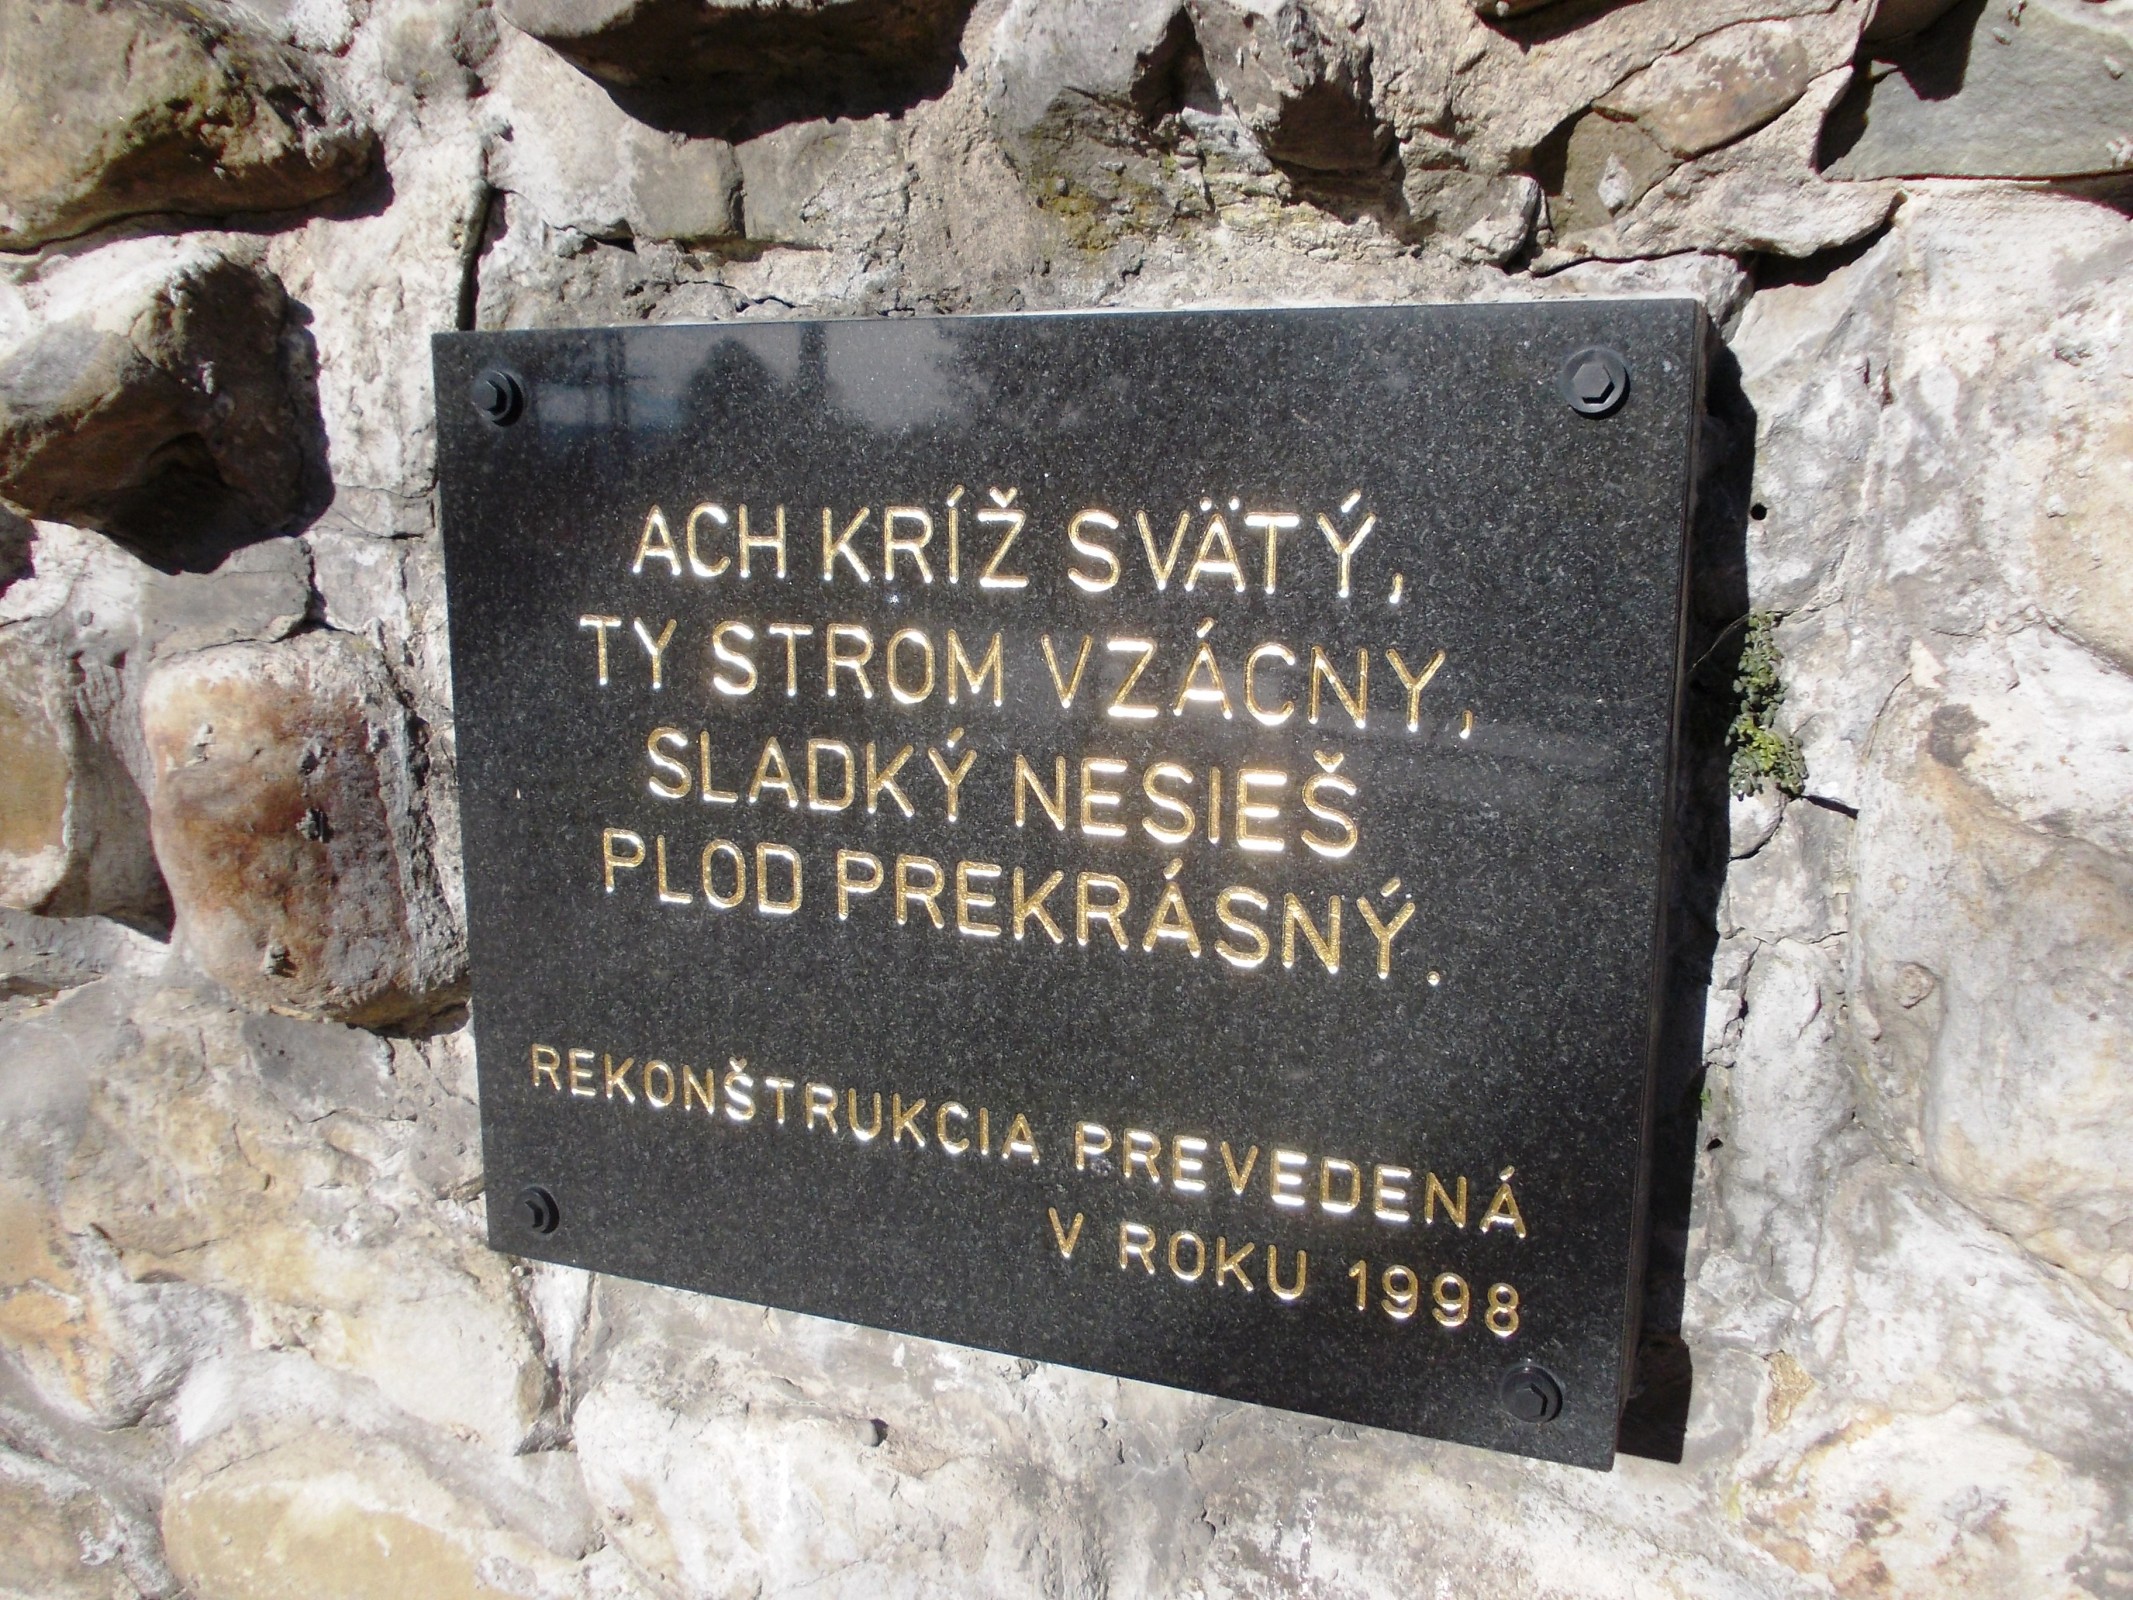 ACH KRÍŽ SVÄTÝ,
TY STROM VZÁCNY,
SLADKÝ NESIEŠ
PLOD PREKRÁSNÝ.
REKONŠTRUKCIA PREVEDENÁ
V ROKU 1998